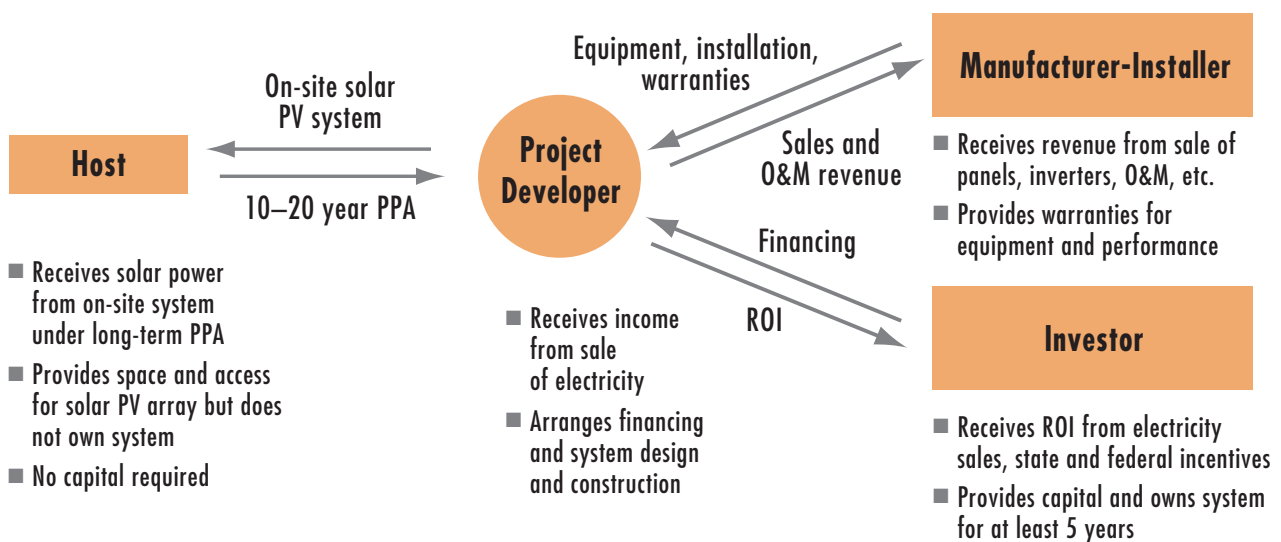 On-site solar
PV system
Host
10–20 year PPA
■ Receives solar power
from on-site system
under long-term PPA
■ Provides space and access
for solar PV array but does
not own system
■ No capital required
Project
Developer
■ Receives income
from sale
of electricity
■ Arranges financing
and system design
and construction
Equipment, installation,
warranties
Sales and
O&M revenue
Financing
ROI
Manufacturer-Installer
■ Receives revenue from sale of
panels, inverters, O&M, etc.
■ Provides warranties for
equipment and performance
Investor
■ Receives ROI from electricity
sales, state and federal incentives
■ Provides capital and owns system
for at least 5 years